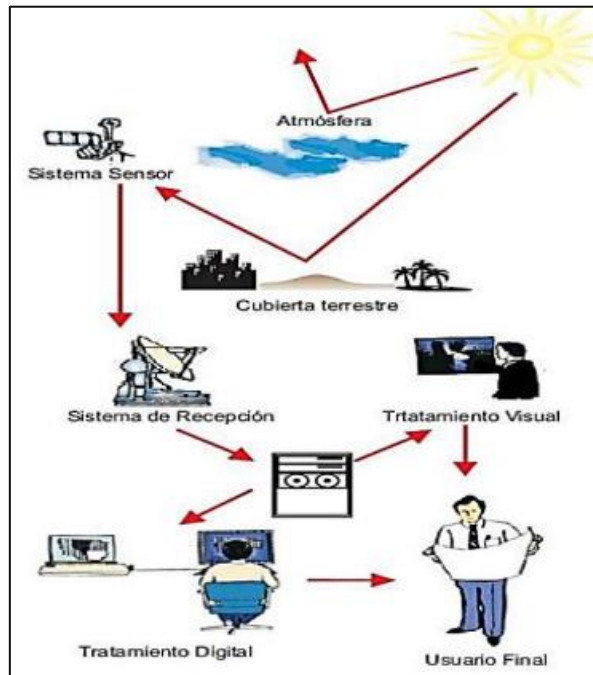 Atmósfera
Sistema Sensor
Cubierta terrestre
Sistema de Recepción
Trtatamiento Visual
Tratamiento Digital
Usuario Final